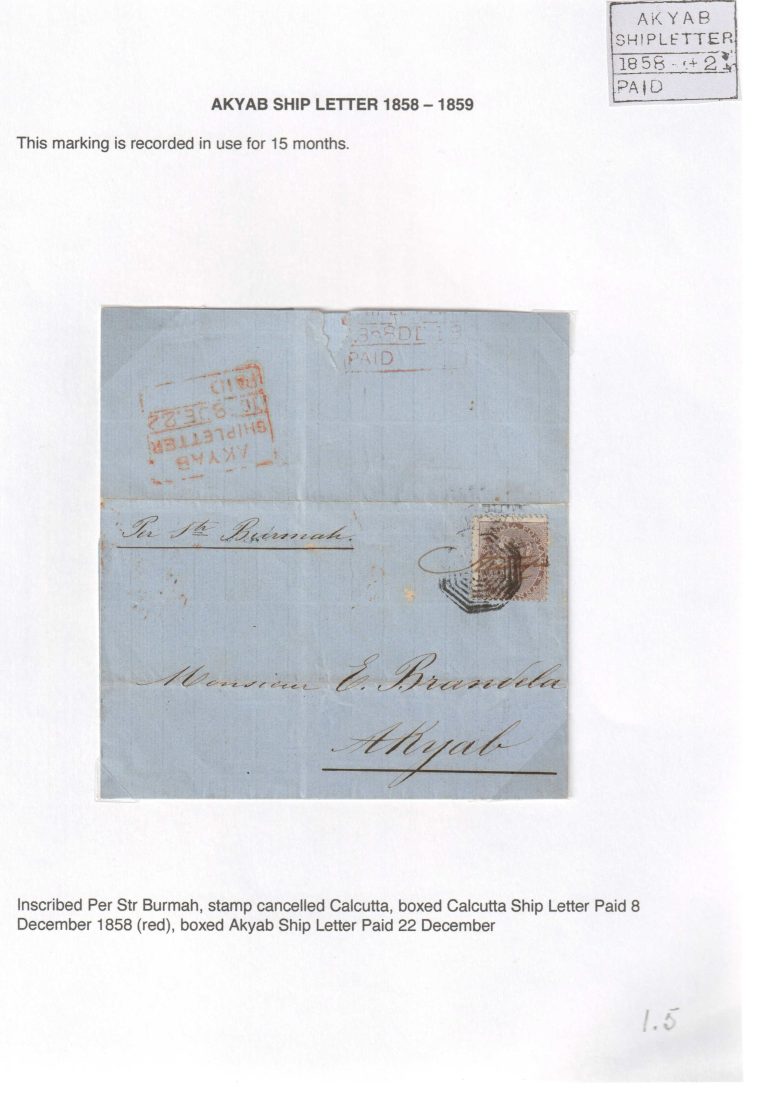 AKYAB
SHIPLETTER
1858
PAID
AKYAB SHIP LETTER 1858 – 1859
This marking is recorded in use for 15 months.
PAID
AKYAB
SHIPLETTER
PAID
Per Str Burmah.
Monsieur E. Brandela
Akyab
Inscribed Per Str Burmah, stamp cancelled Calcutta, boxed Calcutta Ship Letter Paid 8
December 1858 (red), boxed Akyab Ship Letter Paid 22 December
1.5